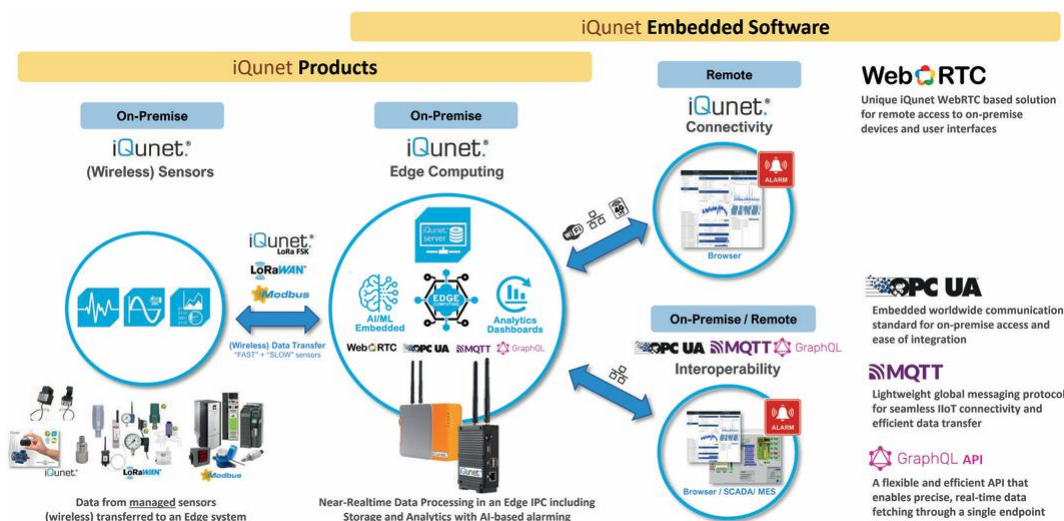 iQunet Embedded Software
iQunet Products
On-Premise
iQunet.®
(Wireless) Sensors
iQunet.®
LoRa FSK
LoRaWAN®
Modbus
(Wireless) Data Transfer
"FAST" + "SLOW" sensors
iQunet.®
LoRaWAN®
Modbus
Data from managed sensors
(wireless) transferred to an Edge system
On-Premise
iQunet.®
Edge Computing
iQunet.®
server
AI/ML
Embedded
EDGE
COMPUTING
Analytics
Dashboards
WebRTC
OPC UA
MQTT
GraphQL
iQunet
Near-Realtime Data Processing in an Edge IPC including
Storage and Analytics with AI-based alarming
Remote
iQunet.®
Connectivity
ALARM
Browser
4G
On-Premise / Remote
OPC UA MQTT GraphQL
Interoperability
ALARM
Browser / SCADA/ MES
WebRTC
Unique iQunet WebRTC based solution
for remote access to on-premise
devices and user interfaces
OPC UA
Embedded worldwide communication
standard for on-premise access and
ease of integration
MQTT
Lightweight global messaging protocol
for seamless IIoT connectivity and
efficient data transfer
GraphQL API
A flexible and efficient API that
enables precise, real-time data
fetching through a single endpoint